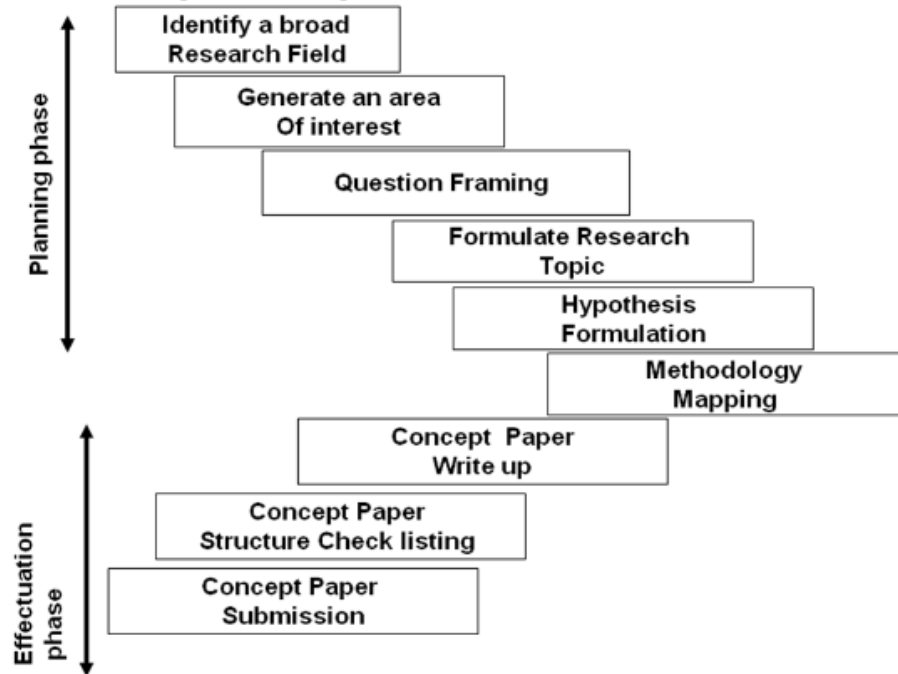 Identify a broad
Research Field
Generate an area
Of interest
Question Framing
Formulate Research
Topic
Hypothesis
Formulation
Methodology
Mapping
Planning phase
Concept Paper
Write up
Concept Paper
Structure Check listing
Concept Paper
Submission
Effectuation
phase